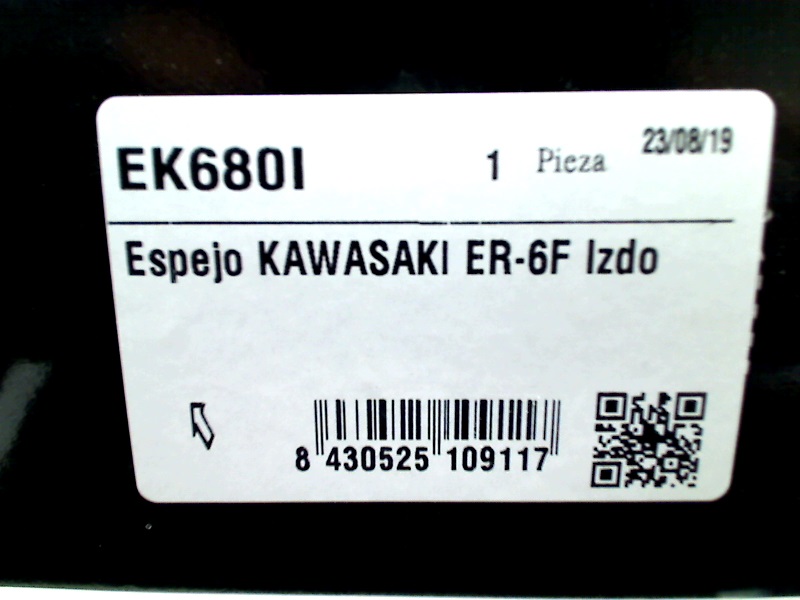 EK680I 1 Pieza 23/08/19
Espejo KAWASAKI ER-6F Izdo
8 430525 109117